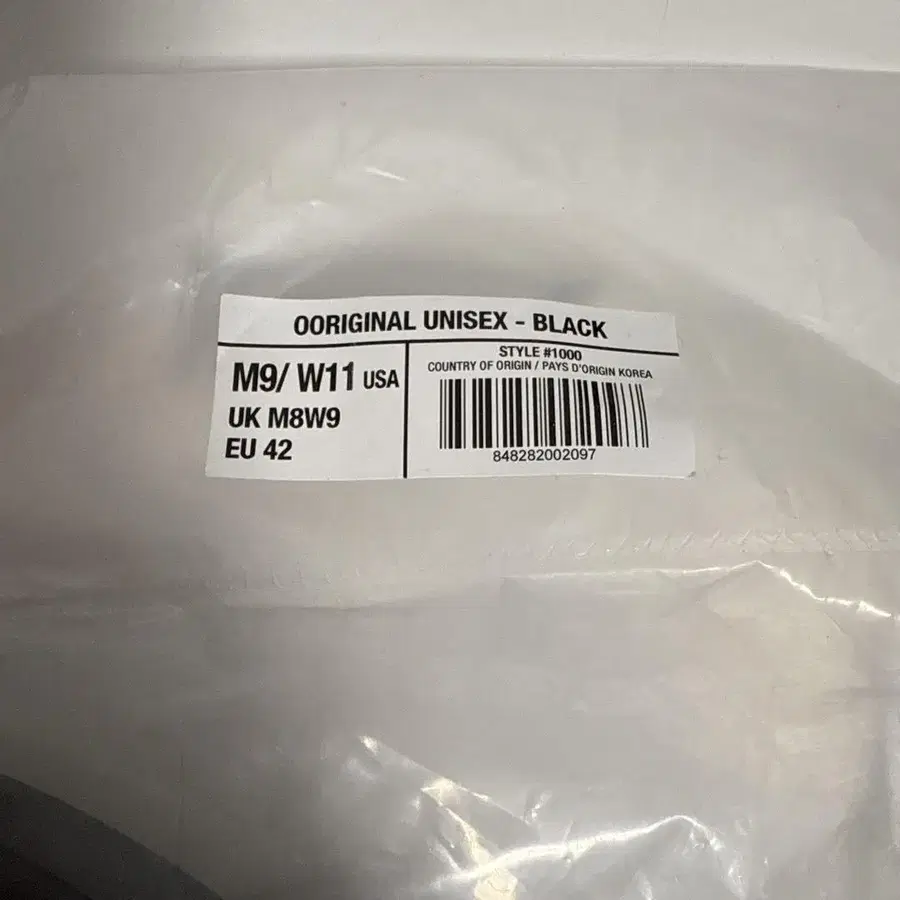 OORIGINAL UNISEX - BLACK
M9/ W11 USA
UK M8W9
EU 42
STYLE #1000
COUNTRY OF ORIGIN / PAYS D'ORIGIN KOREA
848282002097